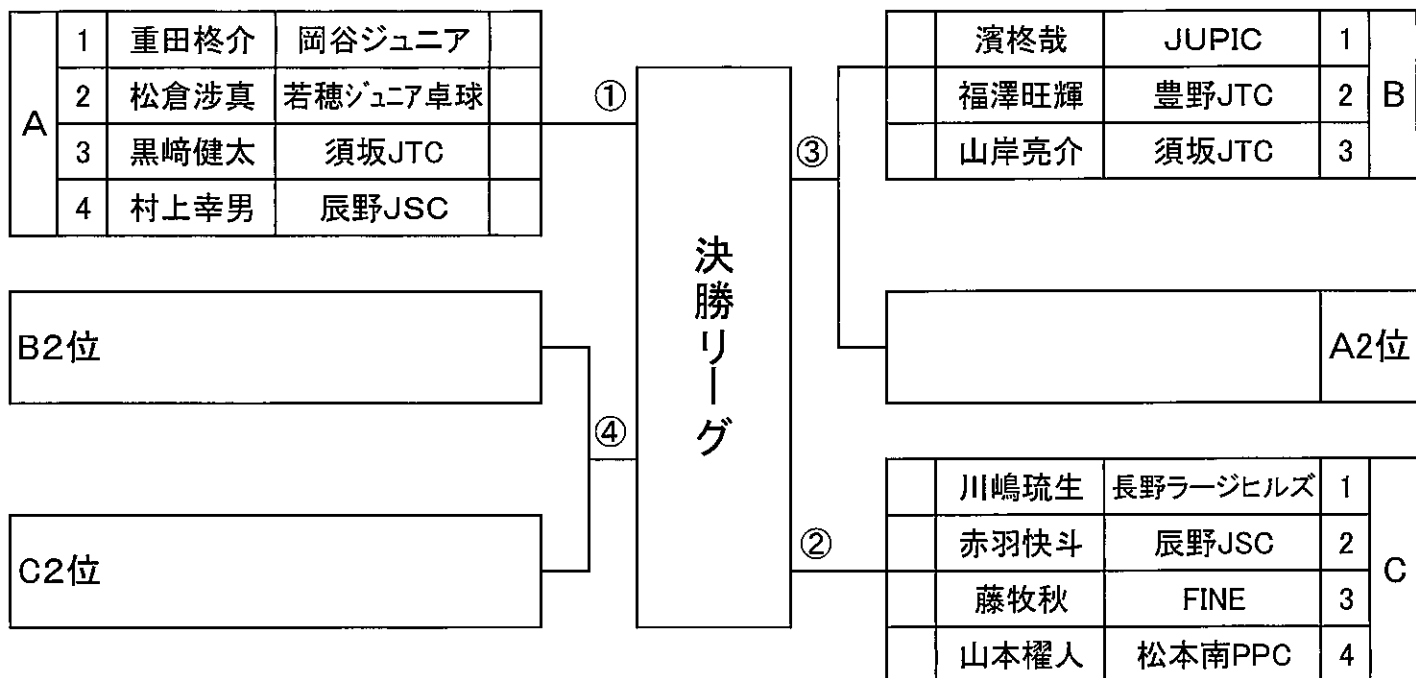 A
1 重田柊介 岡谷ジュニア
2 松倉渉真 若穂ジュニア卓球
3 黒﨑健太 須坂JTC
4 村上幸男 辰野JSC
①
B2位
④
C2位
決勝リーグ
③
濱柊哉 JUPIC 1
福澤旺輝 豊野JTC 2
山岸亮介 須坂JTC 3
B
A2位
②
川嶋琉生 長野ラージヒルズ 1
赤羽快斗 辰野JSC 2
藤牧秋 FINE 3
山本櫂人 松本南PPC 4
C